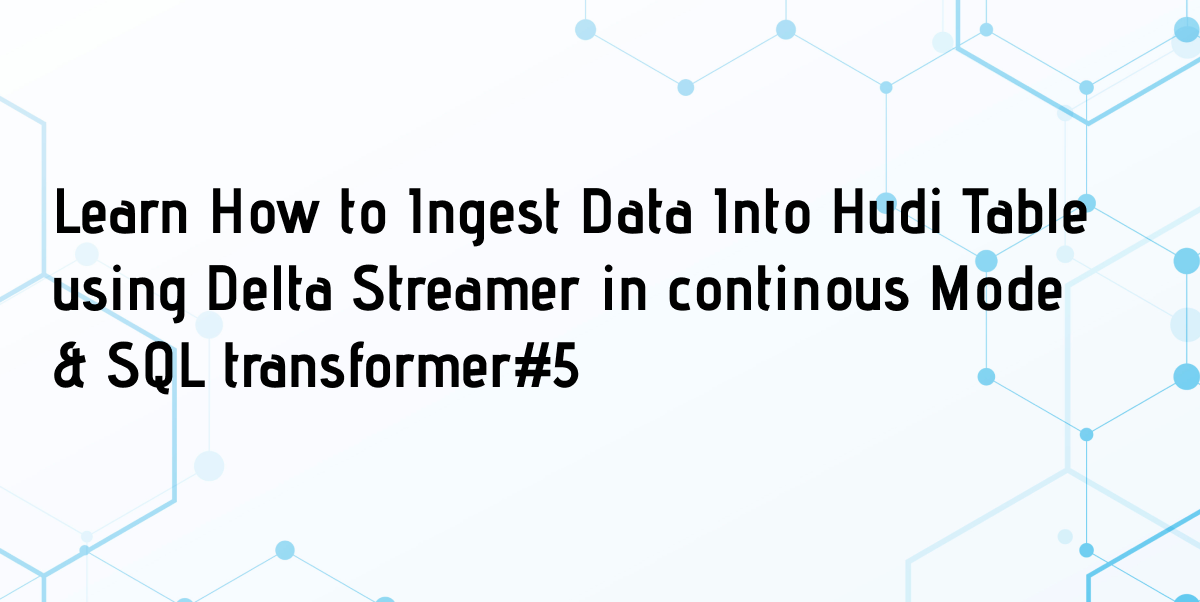 Learn How to Ingest Data Into Hudi Table
using Delta Streamer in continous Mode
& SQL transformer#5